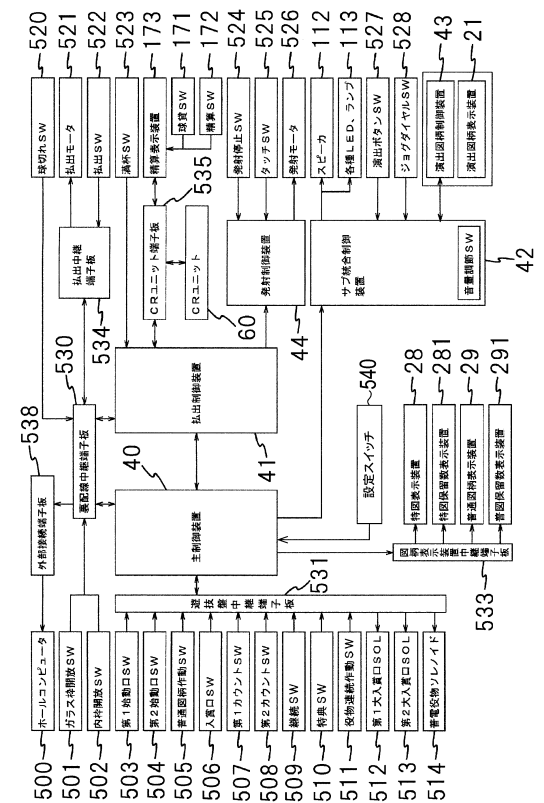 500
ホールコンピュータ
501
ガラス枠開放SW
502
内枠開放SW
503
第1始動口SW
504
第2始動口SW
505
普通図柄作動SW
506
入賞口SW
507
第1カウントSW
508
第2カウントSW
509
継続SW
510
特典SW
511
役物連続作動SW
512
第1大入賞口SOL
513
第2大入賞口SOL
514
普電役物ソレノイド
538
外部接続端子板
530
裏配線中継端子板
531
遊技盤中継端子板
40
主制御装置
41
払出制御装置
540
設定スイッチ
533
図柄表示装置中継端子板
28
特図表示装置
281
特図保留数表示装置
29
普通図柄表示装置
291
普図保留数表示装置
534
払出中継
端子板
535
CRユニット端子板
60
CRユニット
44
発射制御装置
42
サブ統合制御
装置
音量調節SW
520
球切れSW
521
払出モータ
522
払出SW
523
満杯SW
173
精算表示装置
171
球貸SW
172
精算SW
524
発射停止SW
525
タッチSW
526
発射モータ
112
スピーカ
113
各種LED、ランプ
527
演出ボタンSW
528
ジョグダイヤルSW
43
演出図柄制御装置
21
演出図柄表示装置